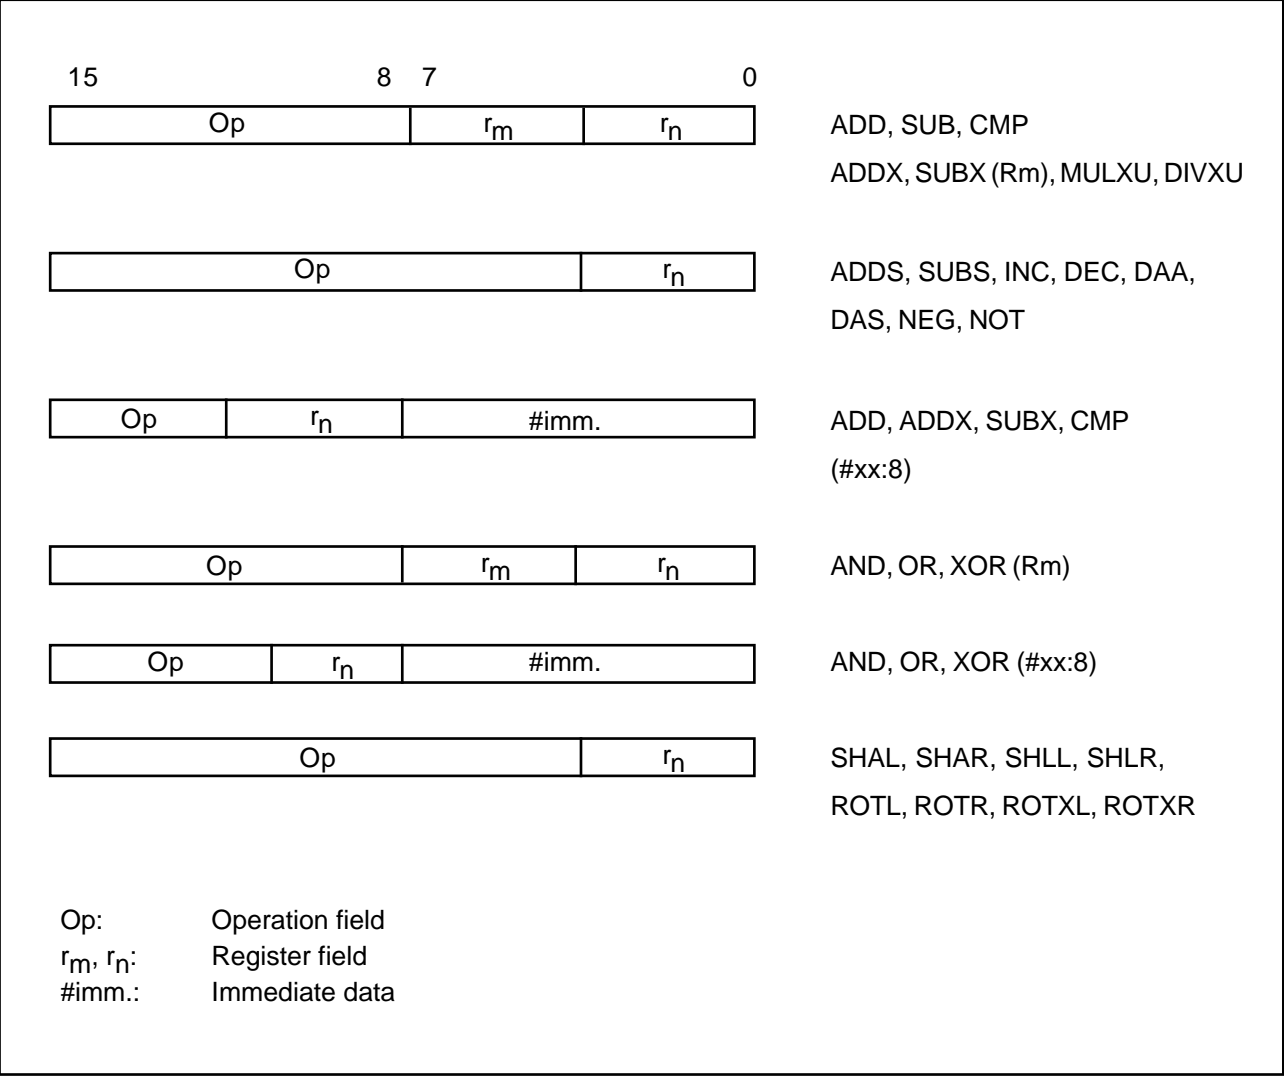 15 8 7 0
Op rm rn ADD, SUB, CMP
ADDX, SUBX (Rm), MULXU, DIVXU
Op rn ADDS, SUBS, INC, DEC, DAA,
DAS, NEG, NOT
Op rn #imm. ADD, ADDX, SUBX, CMP
(#xx:8)
Op rm rn AND, OR, XOR (Rm)
Op rn #imm. AND, OR, XOR (#xx:8)
Op rn SHAL, SHAR, SHLL, SHLR,
ROTL, ROTR, ROTXL, ROTXR
Op: Operation field
rm, rn: Register field
#imm.: Immediate data